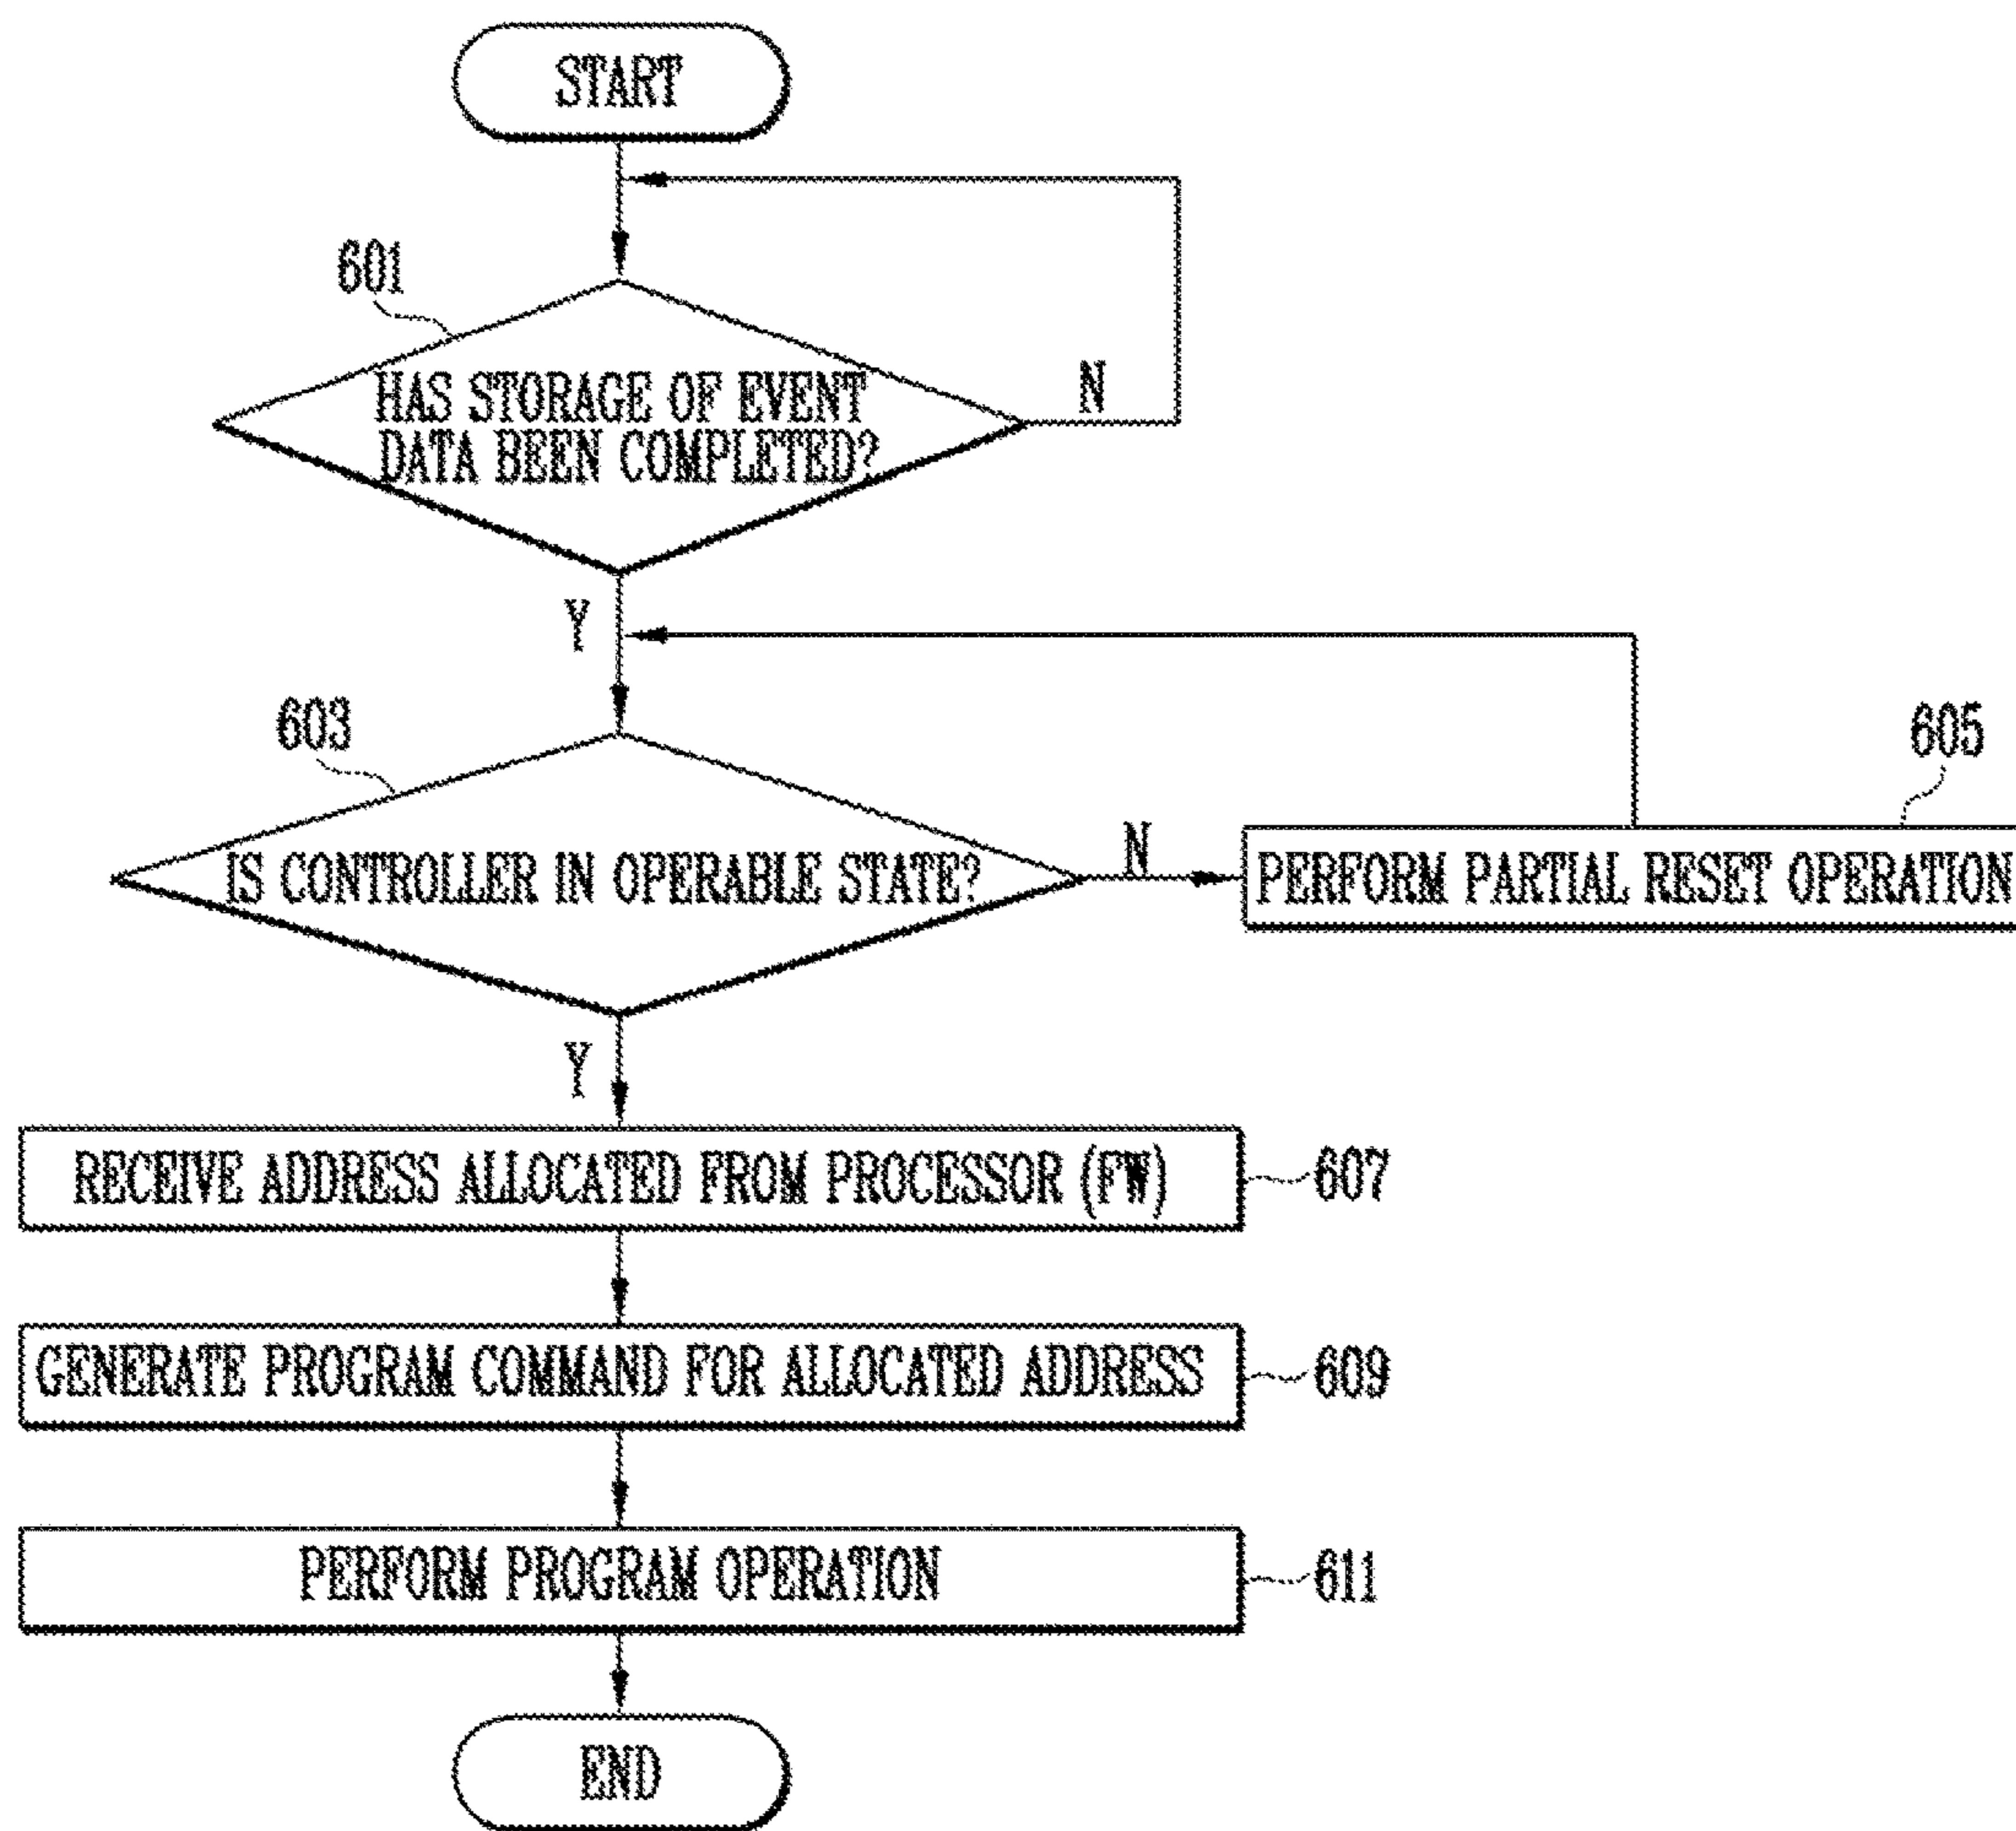 START
601
HAS STORAGE OF EVENT
DATA BEEN COMPLETED?
N
Y
603
605
IS CONTROLLER IN OPERABLE STATE?
N
PERFORM PARTIAL RESET OPERATION
Y
RECEIVE ADDRESS ALLOCATED FROM PROCESSOR (FW)
607
GENERATE PROGRAM COMMAND FOR ALLOCATED ADDRESS
609
PERFORM PROGRAM OPERATION
611
END